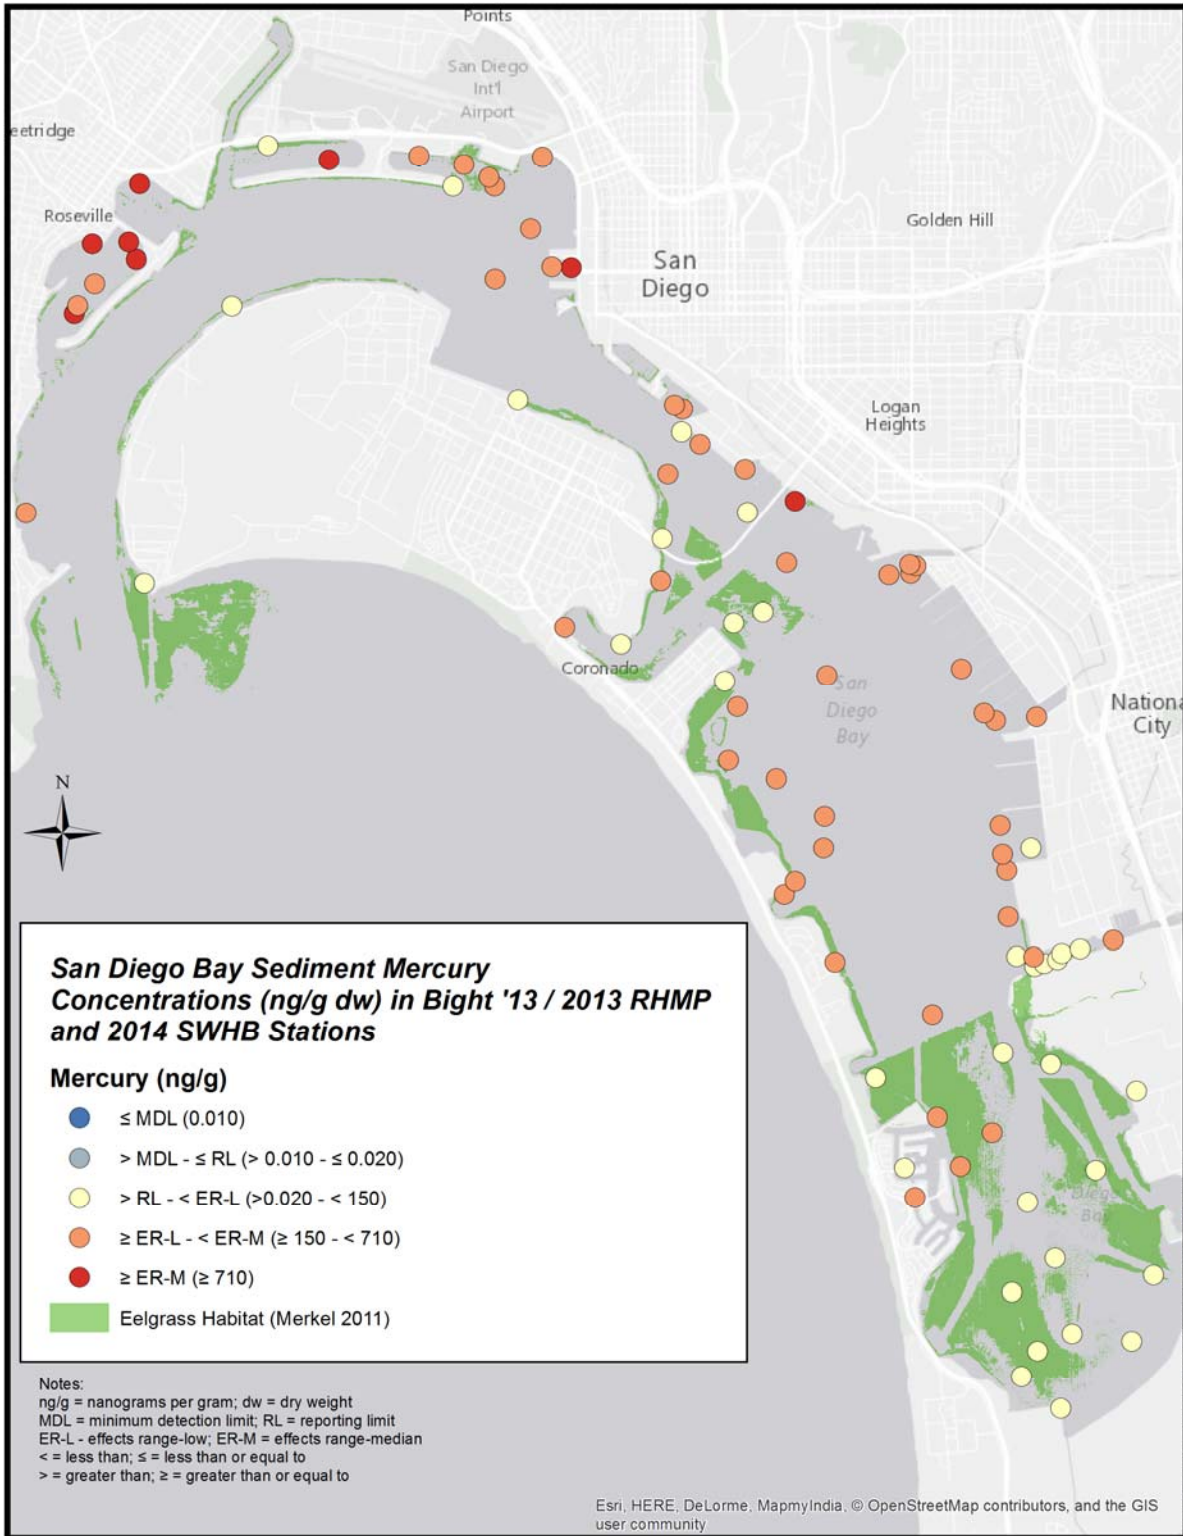 Points
San Diego
Int'l
Airport
eetridge
Roseville
Golden Hill
San
Diego
Logan
Heights
Coronado
San
Diego
Bay
Nationa
City
N
San Diego Bay Sediment Mercury
Concentrations (ng/g dw) in Bight '13 / 2013 RHMP
and 2014 SWHB Stations
Mercury (ng/g)
≤ MDL (0.010)
> MDL - ≤ RL (> 0.010 - ≤ 0.020)
> RL - < ER-L (>0.020 - < 150)
≥ ER-L - < ER-M (≥ 150 - < 710)
≥ ER-M (≥ 710)
Eelgrass Habitat (Merkel 2011)
Diego
Bay
Notes:
ng/g = nanograms per gram; dw = dry weight
MDL = minimum detection limit; RL = reporting limit
ER-L - effects range-low; ER-M = effects range-median
< = less than; ≤ = less than or equal to
> = greater than; ≥ = greater than or equal to
Esri, HERE, DeLorme, MapmyIndia, © OpenStreetMap contributors, and the GIS
user community